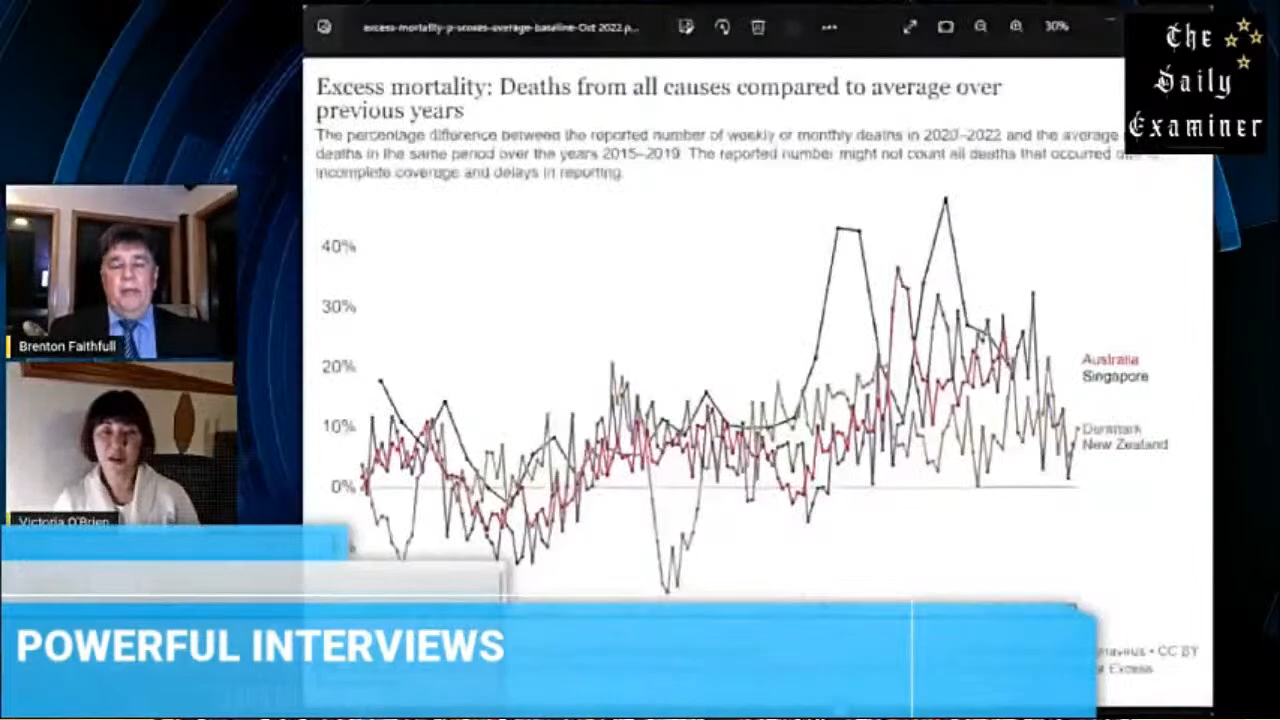 excess-mortality-p-scores-average-baseline-Oct 2022.p...
30%
The
Daily
Examiner
Excess mortality: Deaths from all causes compared to average over
previous years
The percentage difference between the reported number of weekly or monthly deaths in 2020–2022 and the average
deaths in the same period over the years 2015–2019. The reported number might not count all deaths that occurred
incomplete coverage and delays in reporting.
40%
30%
20%
10%
0%
Australia
Singapore
Denmark
New Zealand
Brenton Faithfull
Victoria O'Brien
POWERFUL INTERVIEWS
• CC BY
Excess